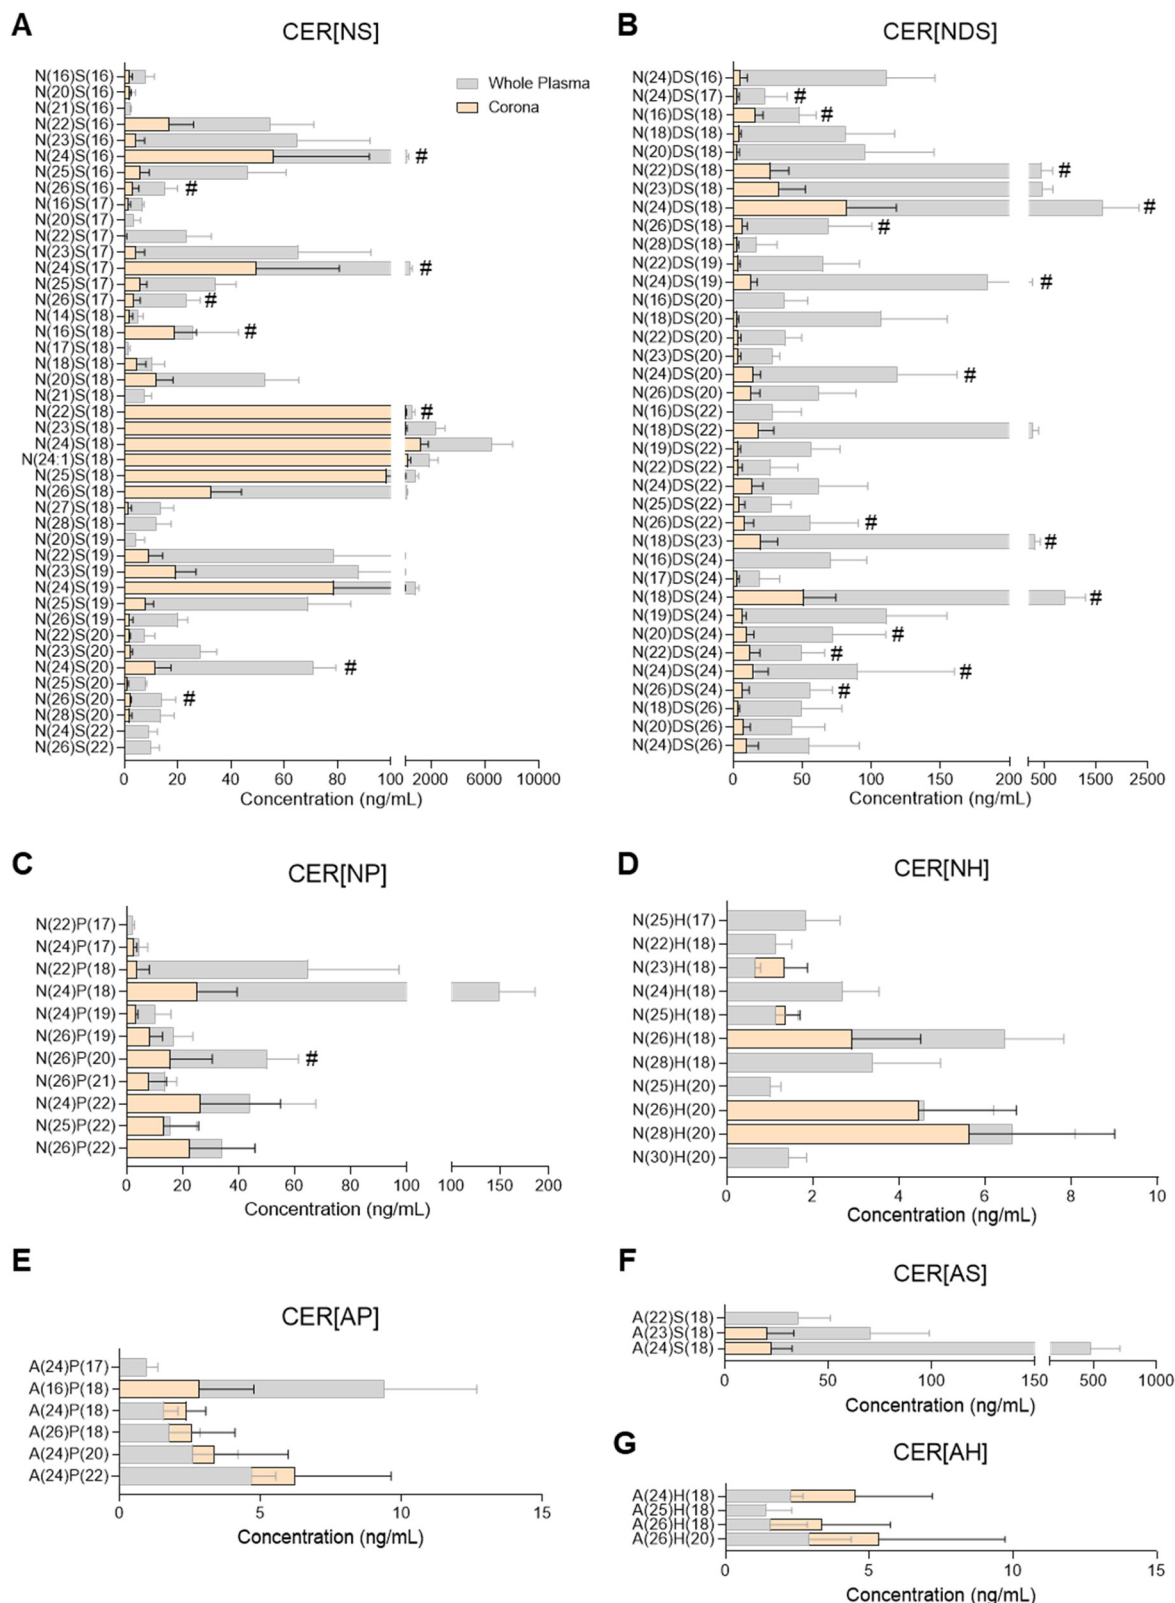 A
CER[NS]
Whole Plasma
Corona
N(16)S(16)
N(20)S(16)
N(21)S(16)
N(22)S(16)
N(23)S(16)
N(24)S(16) #
N(25)S(16)
N(26)S(16) #
N(16)S(17)
N(20)S(17)
N(22)S(17)
N(23)S(17)
N(24)S(17) #
N(25)S(17)
N(26)S(17) #
N(14)S(18)
N(16)S(18) #
N(17)S(18)
N(18)S(18)
N(20)S(18)
N(21)S(18)
N(22)S(18) #
N(23)S(18)
N(24)S(18)
N(24:1)S(18)
N(25)S(18)
N(26)S(18)
N(27)S(18)
N(28)S(18)
N(20)S(19)
N(22)S(19)
N(23)S(19)
N(24)S(19)
N(25)S(19)
N(26)S(19)
N(22)S(20)
N(23)S(20)
N(24)S(20) #
N(25)S(20)
N(26)S(20) #
N(28)S(20)
N(24)S(22)
N(26)S(22)
0 20 40 60 80 100 2000 6000 10000
Concentration (ng/mL)
B
CER[NDS]
N(24)DS(16)
N(24)DS(17) #
N(16)DS(18) #
N(18)DS(18)
N(20)DS(18)
N(22)DS(18) #
N(23)DS(18)
N(24)DS(18) #
N(26)DS(18) #
N(28)DS(18)
N(22)DS(19)
N(24)DS(19) #
N(16)DS(20)
N(18)DS(20)
N(22)DS(20)
N(23)DS(20)
N(24)DS(20) #
N(26)DS(20)
N(16)DS(22)
N(18)DS(22)
N(19)DS(22)
N(22)DS(22)
N(24)DS(22)
N(25)DS(22)
N(26)DS(22) #
N(18)DS(23) #
N(16)DS(24)
N(17)DS(24)
N(18)DS(24) #
N(19)DS(24)
N(20)DS(24) #
N(22)DS(24) #
N(24)DS(24) #
N(26)DS(24) #
N(18)DS(26)
N(20)DS(26)
N(24)DS(26)
0 50 100 150 200 500 1500 2500
Concentration (ng/mL)
C
CER[NP]
N(22)P(17)
N(24)P(17)
N(22)P(18)
N(24)P(18)
N(24)P(19)
N(26)P(19)
N(26)P(20) #
N(26)P(21)
N(24)P(22)
N(25)P(22)
N(26)P(22)
0 20 40 60 80 100 100 150 200
Concentration (ng/mL)
D
CER[NH]
N(25)H(17)
N(22)H(18)
N(23)H(18)
N(24)H(18)
N(25)H(18)
N(26)H(18)
N(28)H(18)
N(25)H(20)
N(26)H(20)
N(28)H(20)
N(30)H(20)
0 2 4 6 8 10
Concentration (ng/mL)
E
CER[AP]
A(24)P(17)
A(16)P(18)
A(24)P(18)
A(26)P(18)
A(24)P(20)
A(24)P(22)
0 5 10 15
Concentration (ng/mL)
F
CER[AS]
A(22)S(18)
A(23)S(18)
A(24)S(18)
0 50 100 150 500 1000
Concentration (ng/mL)
G
CER[AH]
A(24)H(18)
A(25)H(18)
A(26)H(18)
A(26)H(20)
0 5 10 15
Concentration (ng/mL)